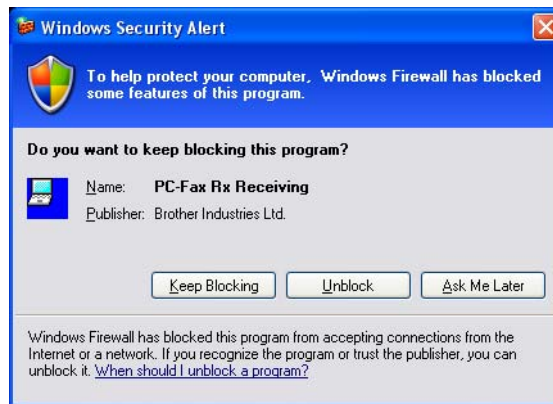 Windows Security Alert
To help protect your computer, Windows Firewall has blocked
some features of this program.
Do you want to keep blocking this program?
Name: PC-Fax Rx Receiving
Publisher: Brother Industries Ltd.
Keep Blocking Unblock Ask Me Later
Windows Firewall has blocked this program from accepting connections from the
Internet or a network. If you recognize the program or trust the publisher, you can
unblock it. When should I unblock a program?